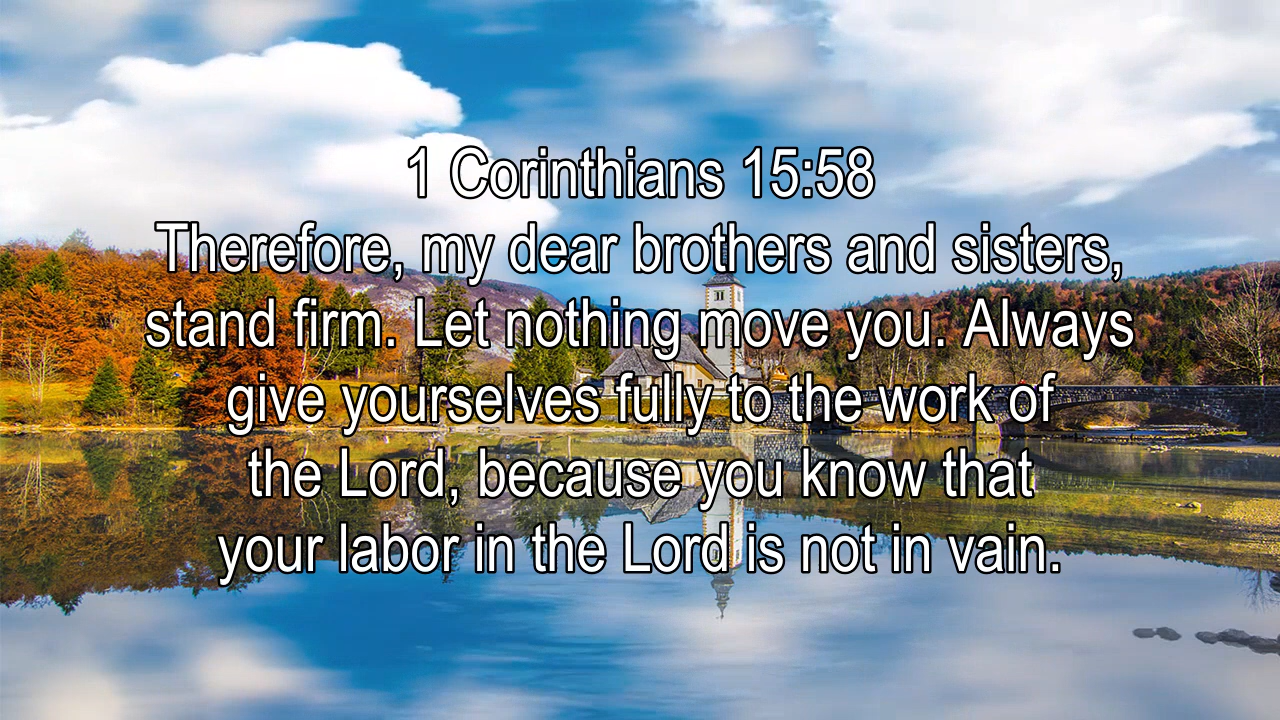 1 Corinthians 15:58
Therefore, my dear brothers and sisters,
stand firm. Let nothing move you. Always
give yourselves fully to the work of
the Lord, because you know that
your labor in the Lord is not in vain.